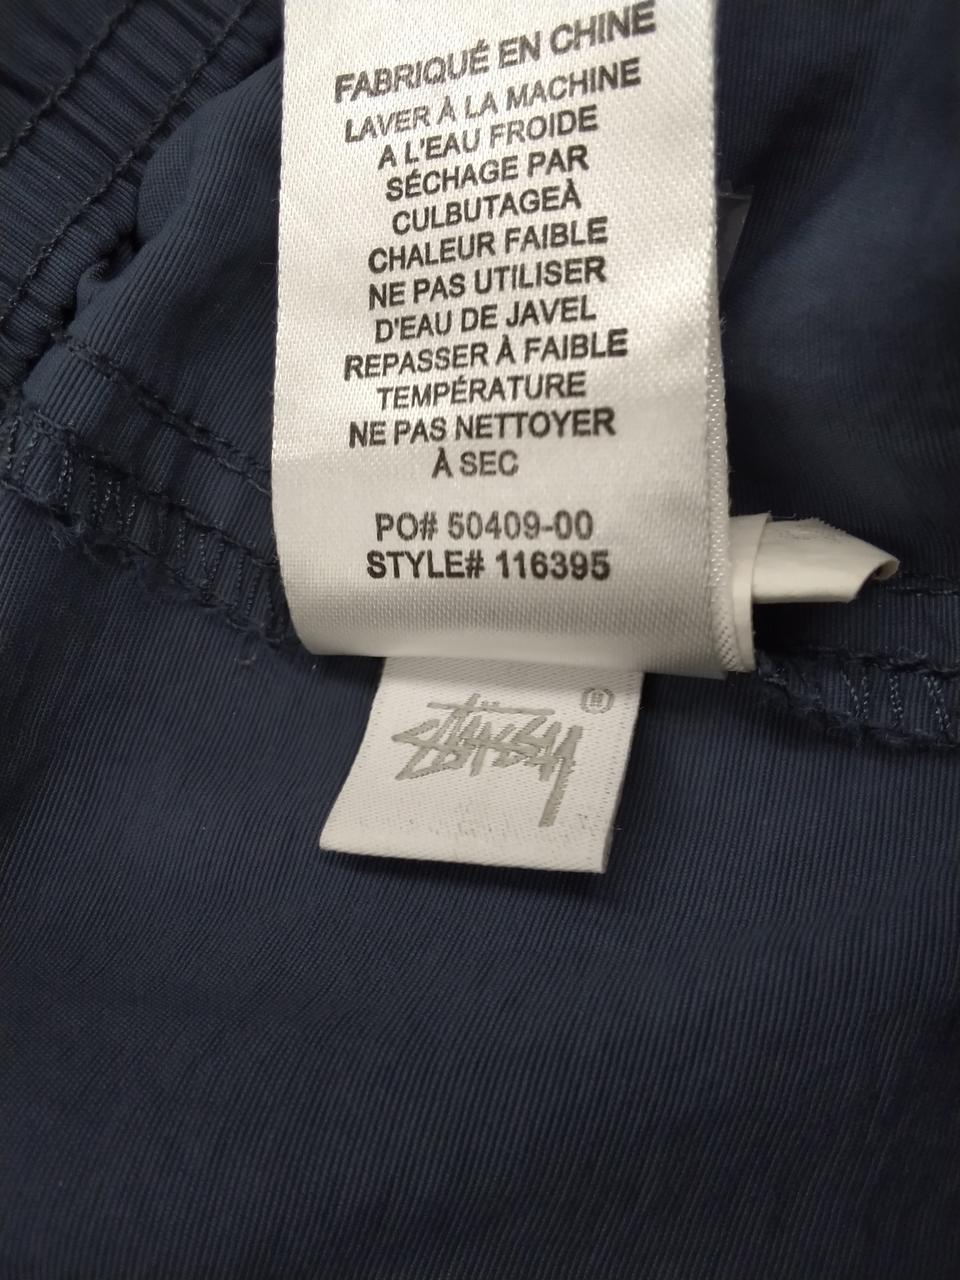 FABRIQUÉ EN CHINE
LAVER À LA MACHINE
A L'EAU FROIDE
SÉCHAGE PAR
CULBUTAGEÀ
CHALEUR FAIBLE
NE PAS UTILISER
D'EAU DE JAVEL
REPASSER À FAIBLE
TEMPÉRATURE
NE PAS NETTOYER
À SEC
PO# 50409-00
STYLE# 116395
Stüssy ®